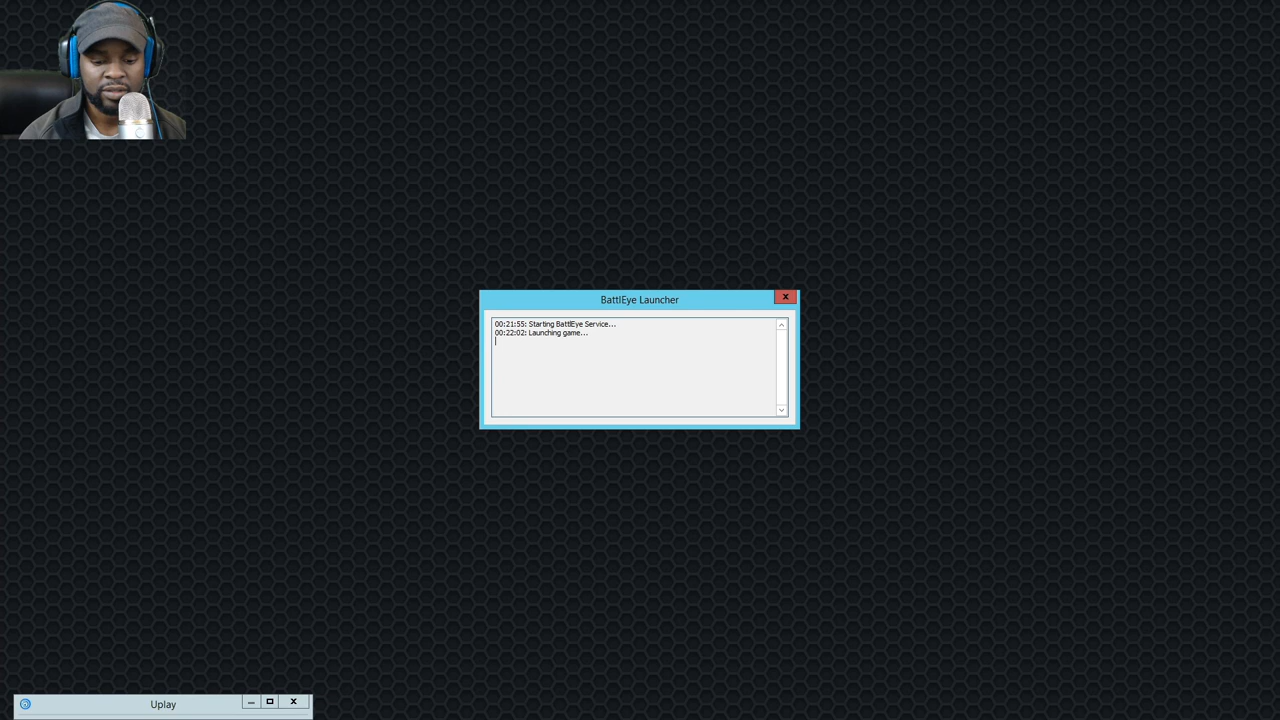 BattlEye Launcher
00:21:55: Starting BattlEye Service...
00:22:02: Launching game...
Uplay